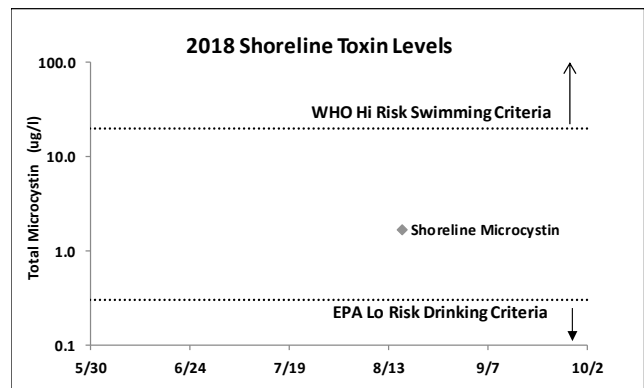 2018 Shoreline Toxin Levels
100.0
WHO Hi Risk Swimming Criteria
10.0
Total Microcystin (ug/l)
Shoreline Microcystin
1.0
EPA Lo Risk Drinking Criteria
0.1
5/30 6/24 7/19 8/13 9/7 10/2